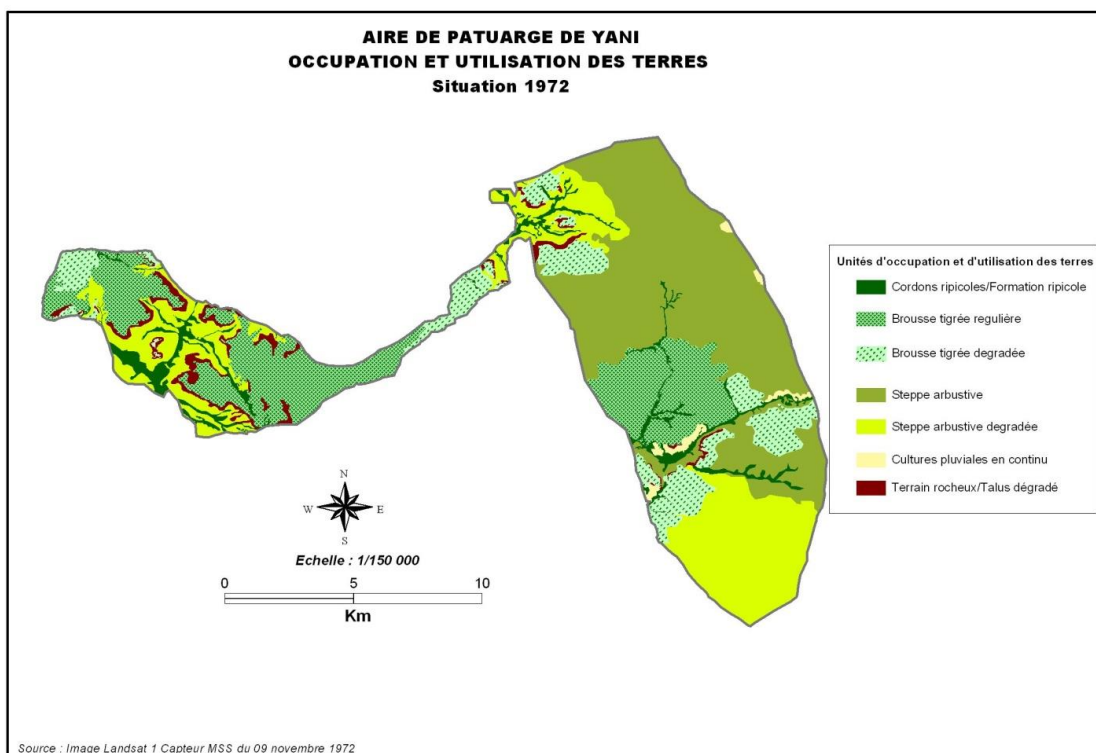 AIRE DE PATUARGE DE YANI
OCCUPATION ET UTILISATION DES TERRES
Situation 1972
Unités d'occupation et d'utilisation des terres
Cordons ripicoles/Formation ripicole
Brousse tigrée regulière
Brousse tigrée degradée
Steppe arbustive
Steppe arbustive degradée
Cultures pluviales en continu
Terrain rocheux/Talus dégradé
N
W E
S
Echelle : 1/150 000
0 5 10
Km
Source : Image Landsat 1 Capteur MSS du 09 novembre 1972